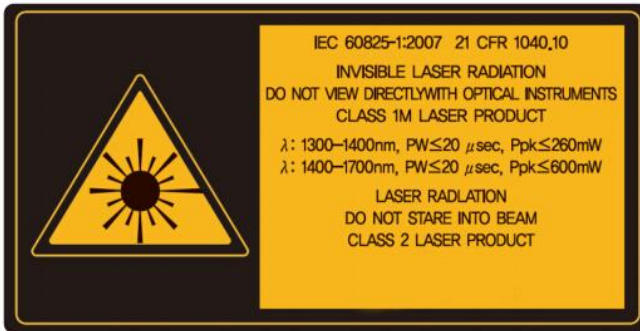 IEC 60825-1:2007 21 CFR 1040.10
INVISIBLE LASER RADIATION
DO NOT VIEW DIRECTLYWITH OPTICAL INSTRUMENTS
CLASS 1M LASER PRODUCT
λ: 1300-1400nm, PW≤20 μsec, Ppk≤260mW
λ: 1400-1700nm, PW≤20 μsec, Ppk≤600mW
LASER RADLATION
DO NOT STARE INTO BEAM
CLASS 2 LASER PRODUCT